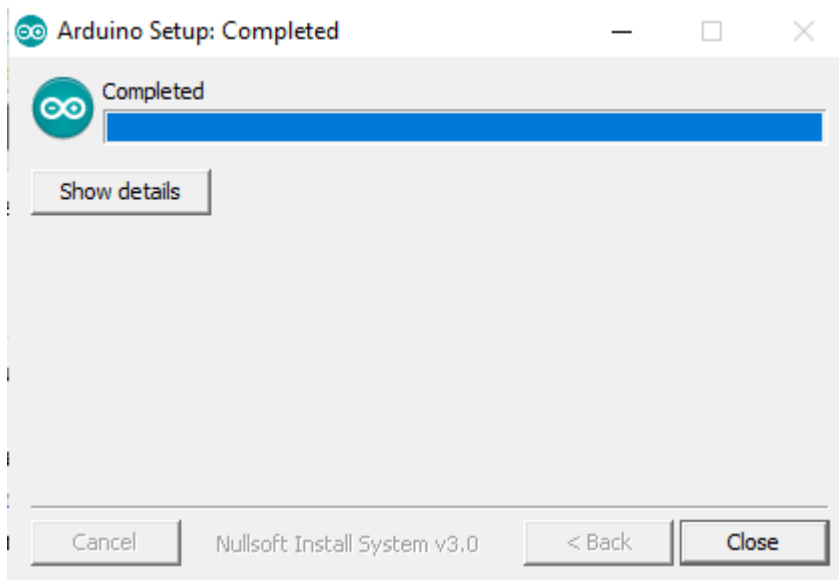 Arduino Setup: Completed
Completed
Show details
Cancel
Nullsoft Install System v3.0
< Back
Close